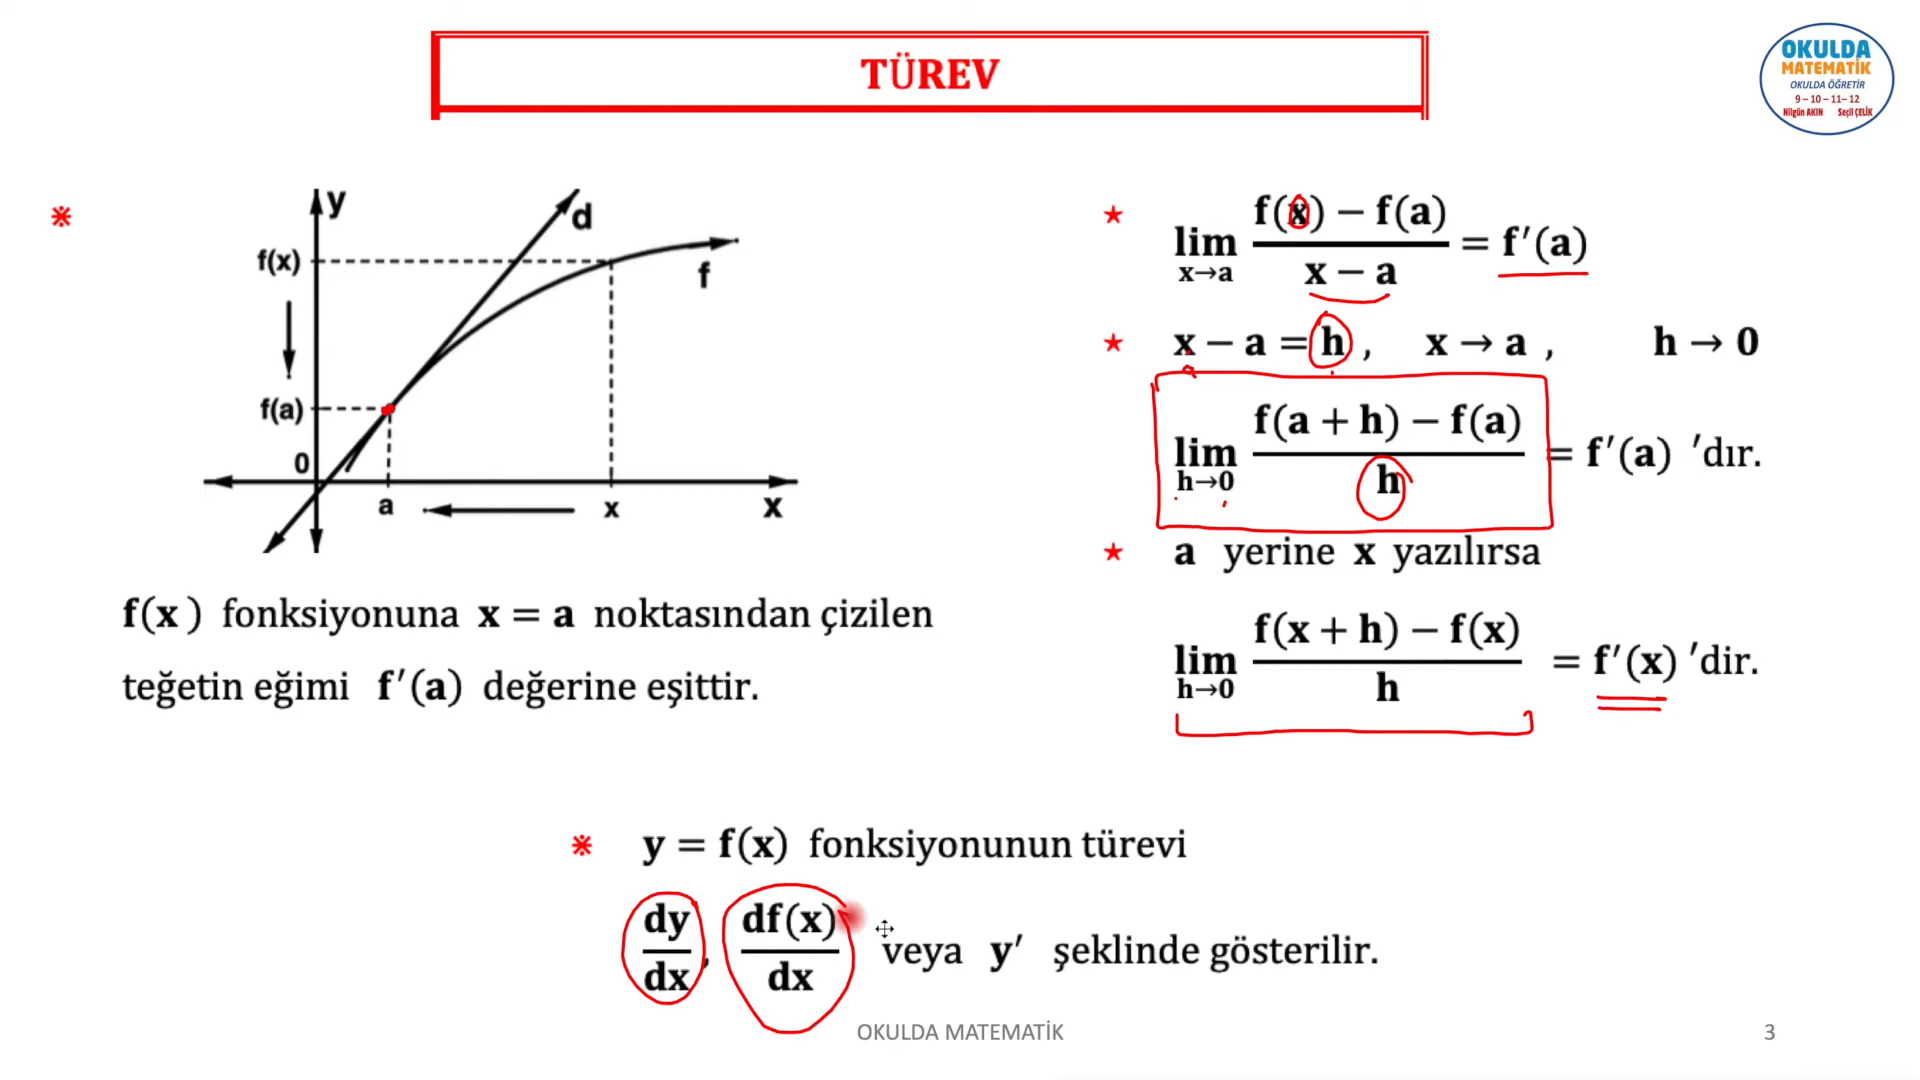 TÜREV
OKULDA
MATEMATİK
OKULDA ÖĞRETİR
9 – 10 – 11– 12
Nilgün AKIN Seçil ÇELİK
※
y
d
f(x)
f
f(a)
0
a
x
x
f(x ) fonksiyonuna x = a noktasından çizilen
teğetin eğimi f′(a) değerine eşittir.
★ lim x→a (f(x) − f(a)) / (x − a) = f′(a)
★ x − a = h , x → a , h → 0
lim h→0 (f(a + h) − f(a)) / h = f′(a) ′dır.
★ a yerine x yazılırsa
lim h→0 (f(x + h) − f(x)) / h = f′(x) ′dir.
※ y = f(x) fonksiyonunun türevi
dy/dx , df(x)/dx veya y′ şeklinde gösterilir.
OKULDA MATEMATİK
3